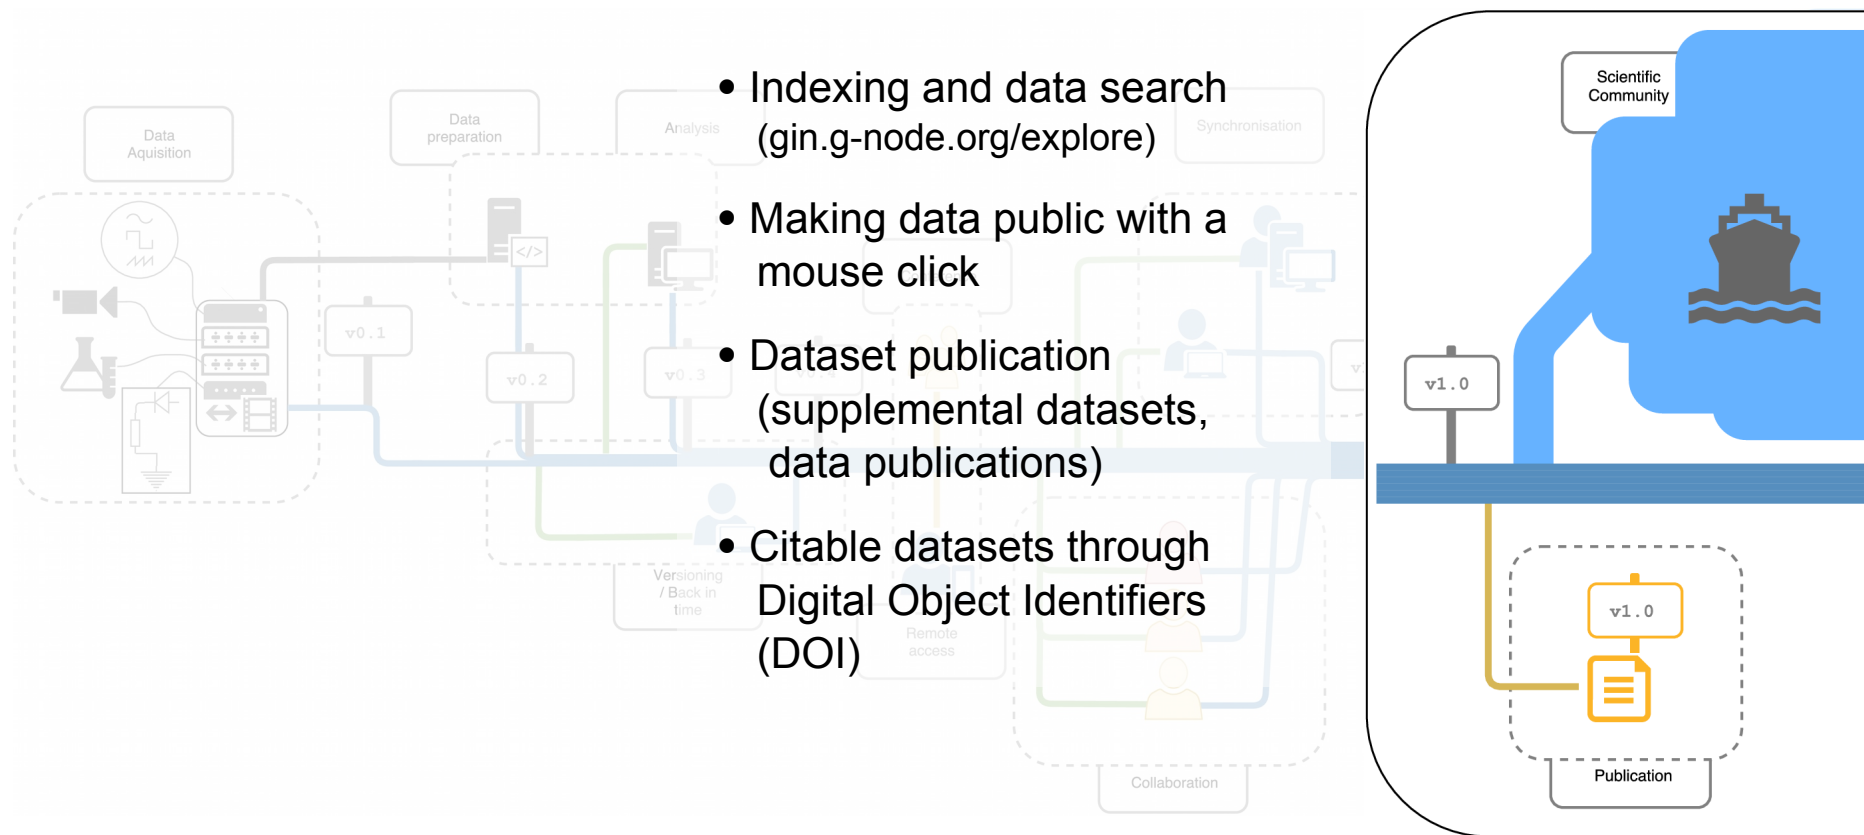 • Indexing and data search
(gin.g-node.org/explore)
• Making data public with a
mouse click
• Dataset publication
(supplemental datasets,
data publications)
• Citable datasets through
Digital Object Identifiers
(DOI)
Data
Aquisition
Data
preparation
Analysis
Synchronisation
v0.1
v0.2
v0.3
Versioning
/ Back in
time
Remote
access
Collaboration
Scientific
Community
v1.0
v1.0
Publication